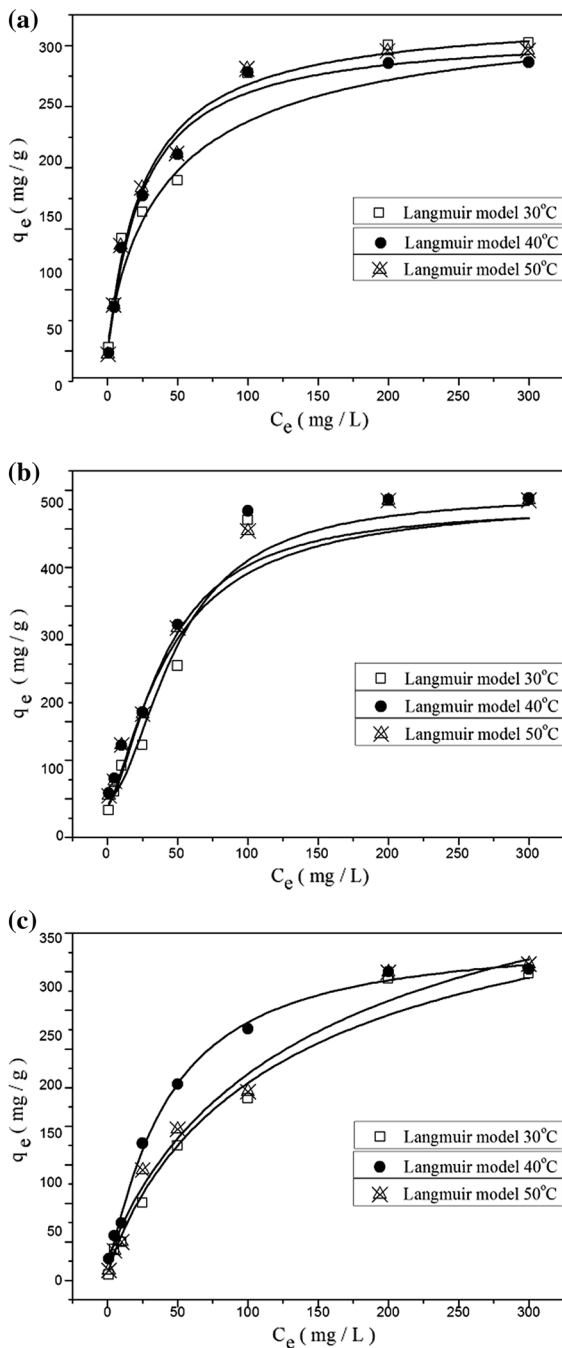 (a)
300
250
200
150
100
50
0
q e ( mg / g )
Langmuir model 30°C
Langmuir model 40°C
Langmuir model 50°C
0 50 100 150 200 250 300
C e ( mg / L )
(b)
500
400
300
200
100
0
q e ( mg / g )
Langmuir model 30°C
Langmuir model 40°C
Langmuir model 50°C
0 50 100 150 200 250 300
C e ( mg / L )
(c)
350
300
250
200
150
100
50
0
q e ( mg / g )
Langmuir model 30°C
Langmuir model 40°C
Langmuir model 50°C
0 50 100 150 200 250 300
C e ( mg / L )